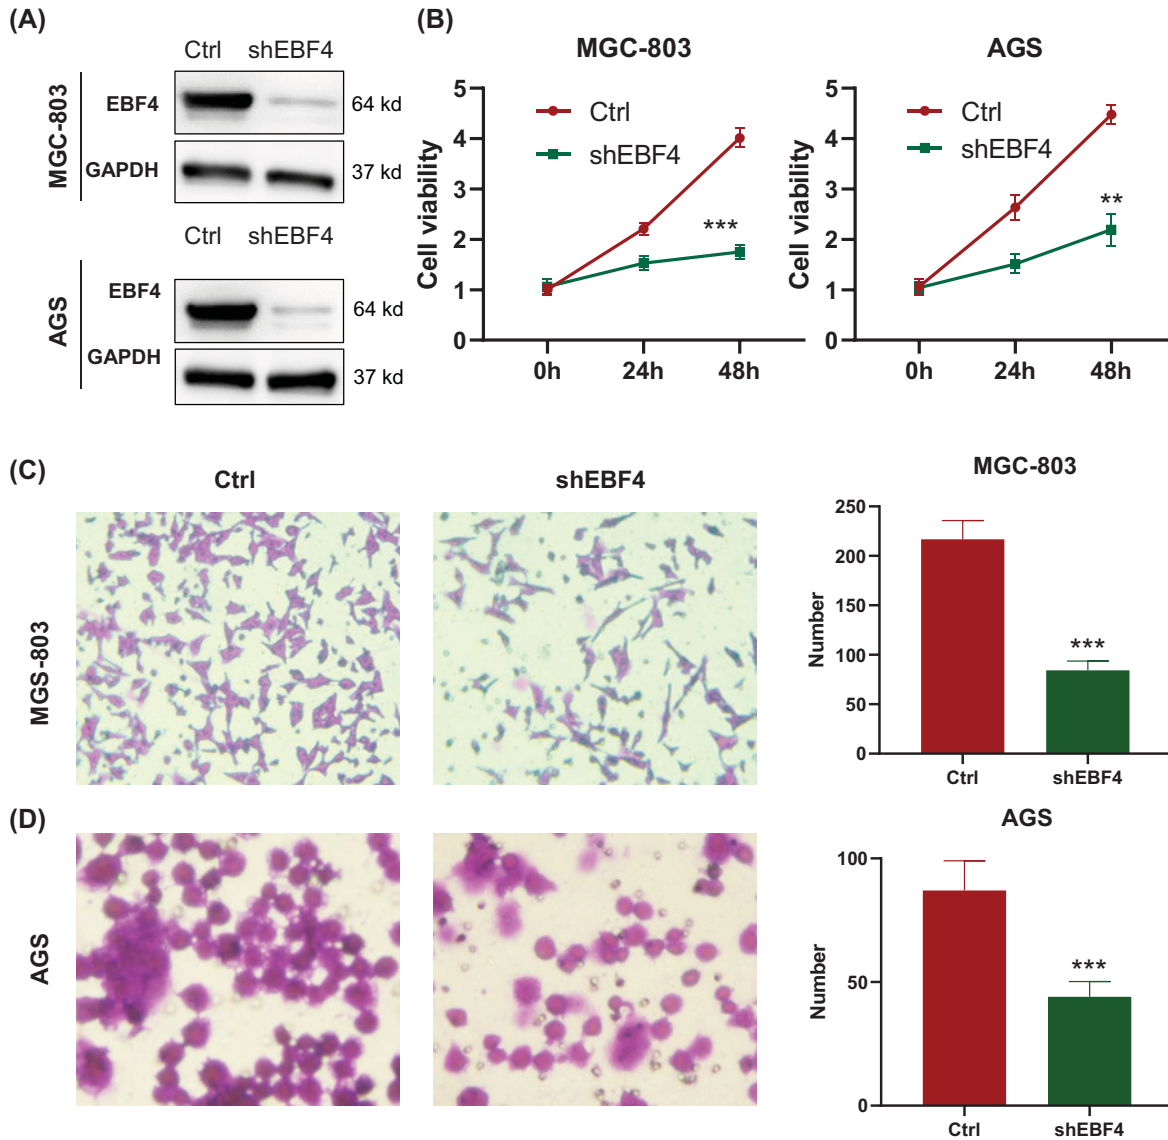 (A)
Ctrl shEBF4
MGC-803
EBF4 64 kd
GAPDH 37 kd
Ctrl shEBF4
AGS
EBF4 64 kd
GAPDH 37 kd
(B)
MGC-803
Cell viability
5
4
3
2
1
0
Ctrl
shEBF4
***
0h 24h 48h
AGS
Cell viability
5
4
3
2
1
0
Ctrl
shEBF4
**
0h 24h 48h
(C)
Ctrl shEBF4
MGS-803
MGC-803
Number
250
200
150
100
50
0
***
Ctrl shEBF4
(D)
AGS
AGS
Number
100
50
0
***
Ctrl shEBF4